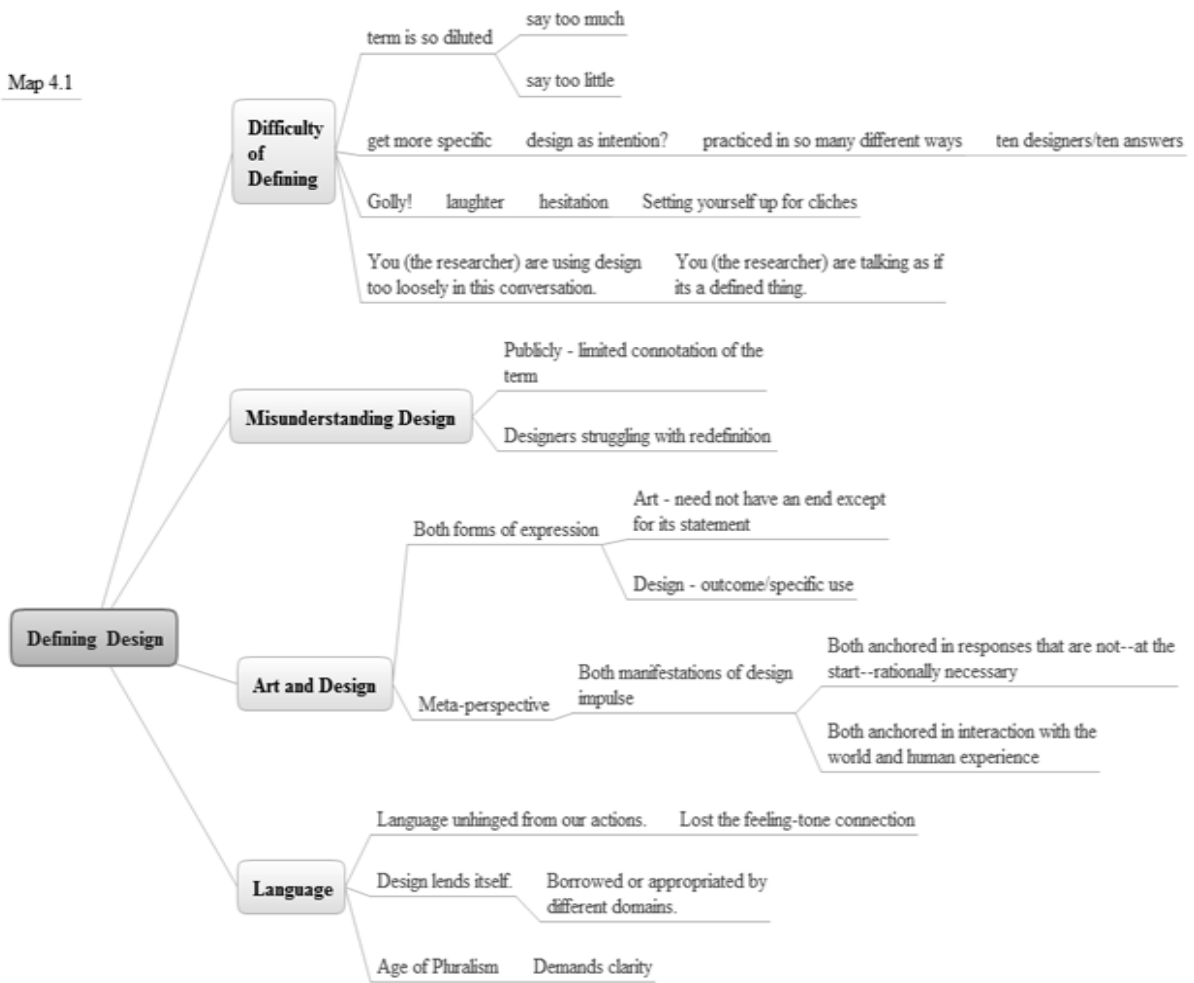 Map 4.1
Defining Design
Difficulty
of
Defining
term is so diluted
say too much
say too little
get more specific design as intention? practiced in so many different ways ten designers/ten answers
Golly! laughter hesitation Setting yourself up for cliches
You (the researcher) are using design
too loosely in this conversation.
You (the researcher) are talking as if
its a defined thing.
Misunderstanding Design
Publicly - limited connotation of the
term
Designers struggling with redefinition
Art and Design
Both forms of expression
Art - need not have an end except
for its statement
Design - outcome/specific use
Meta-perspective
Both manifestations of design
impulse
Both anchored in responses that are not--at the
start--rationally necessary
Both anchored in interaction with the
world and human experience
Language
Language unhinged from our actions. Lost the feeling-tone connection
Design lends itself.
Borrowed or appropriated by
different domains.
Age of Pluralism Demands clarity